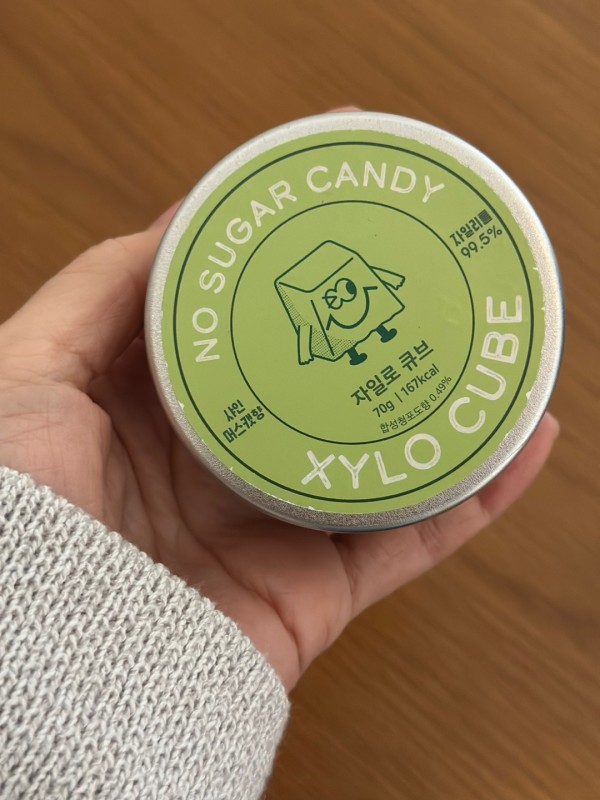 NO SUGAR CANDY
자일리톨
99.5%
자일로 큐브
70g | 167kcal
합성청포도향 0.49%
샤인
머스캣향
XYLO CUBE